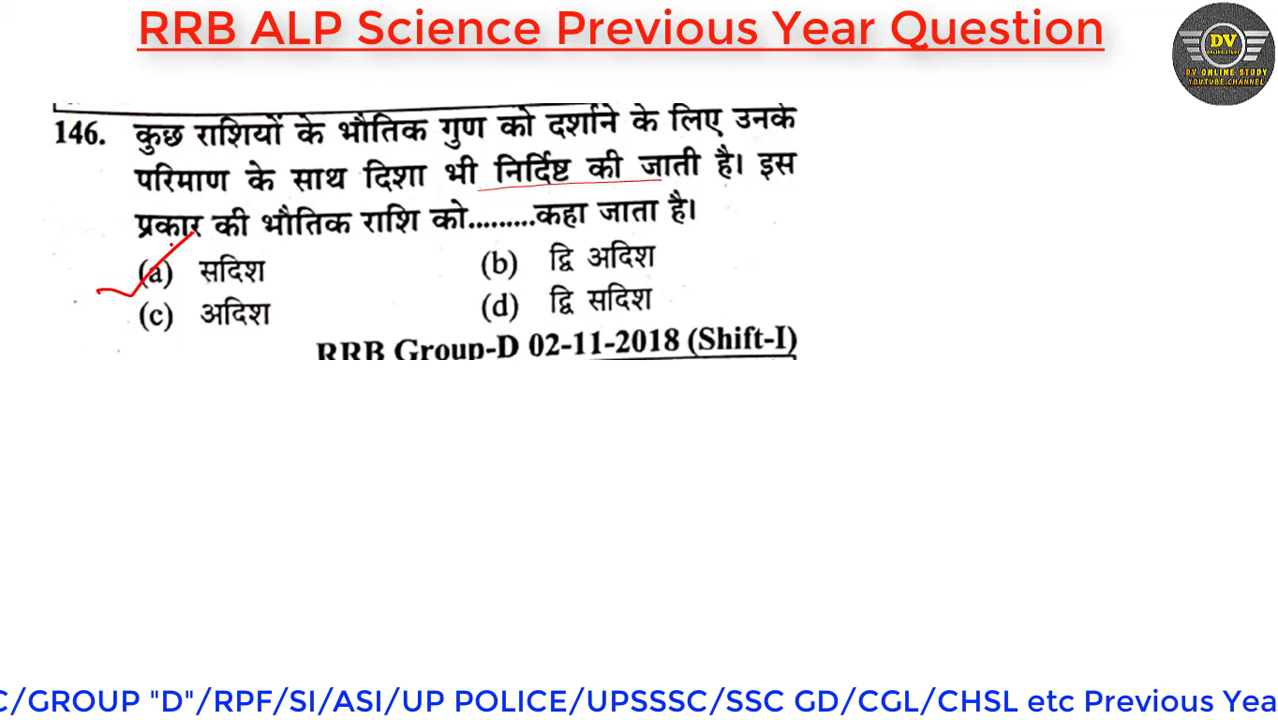 RRB ALP Science Previous Year Question
DV
ONLINE STUDY
DV ONLINE STUDY
YOUTUBE CHANNEL
146. कुछ राशियों के भौतिक गुण को दर्शाने के लिए उनके
परिमाण के साथ दिशा भी निर्दिष्ट की जाती है। इस
प्रकार की भौतिक राशि को.........कहा जाता है।
(a) सदिश (b) द्वि अदिश
(c) अदिश (d) द्वि सदिश
RRB Group-D 02-11-2018 (Shift-I)
C/GROUP "D"/RPF/SI/ASI/UP POLICE/UPSSSC/SSC GD/CGL/CHSL etc Previous Yea